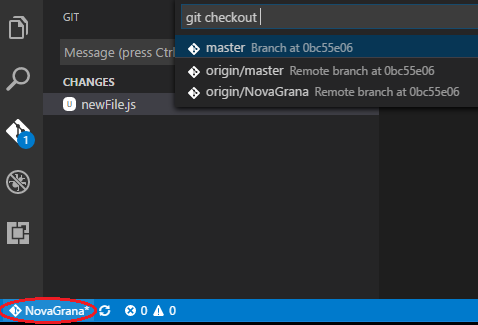 GIT
git checkout
Message (press Ctrl
master Branch at 0bc55e06
origin/master Remote branch at 0bc55e06
origin/NovaGrana Remote branch at 0bc55e06
CHANGES
U newFile.js
1
NovaGrana* 0 0